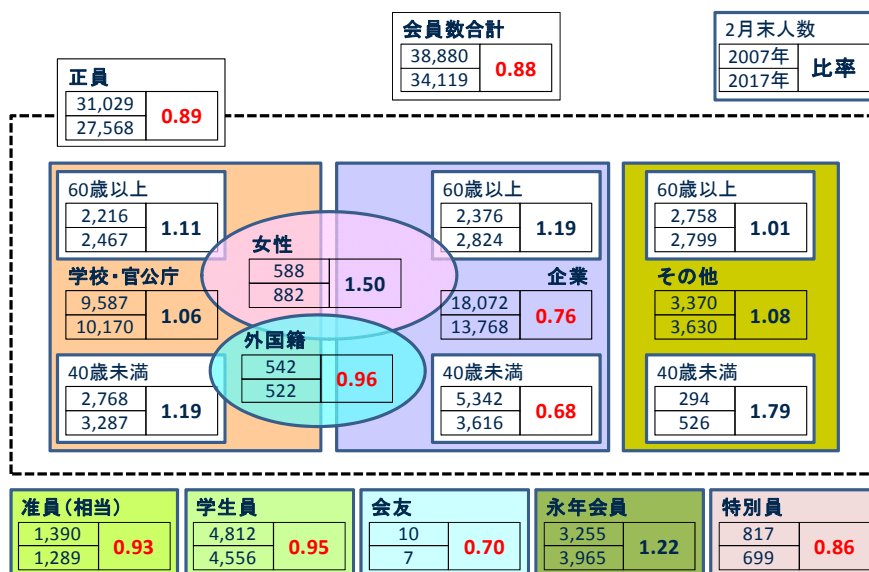 会員数合計
38,880
34,119
0.88
2月末人数
2007年
2017年
比率
正員
31,029
27,568
0.89
60歳以上
2,216
2,467
1.11
60歳以上
2,376
2,824
1.19
60歳以上
2,758
2,799
1.01
女性
588
882
1.50
学校・官公庁
9,587
10,170
1.06
企業
18,072
13,768
0.76
その他
3,370
3,630
1.08
外国籍
542
522
0.96
40歳未満
2,768
3,287
1.19
40歳未満
5,342
3,616
0.68
40歳未満
294
526
1.79
准員(相当)
1,390
1,289
0.93
学生員
4,812
4,556
0.95
会友
10
7
0.70
永年会員
3,255
3,965
1.22
特別員
817
699
0.86